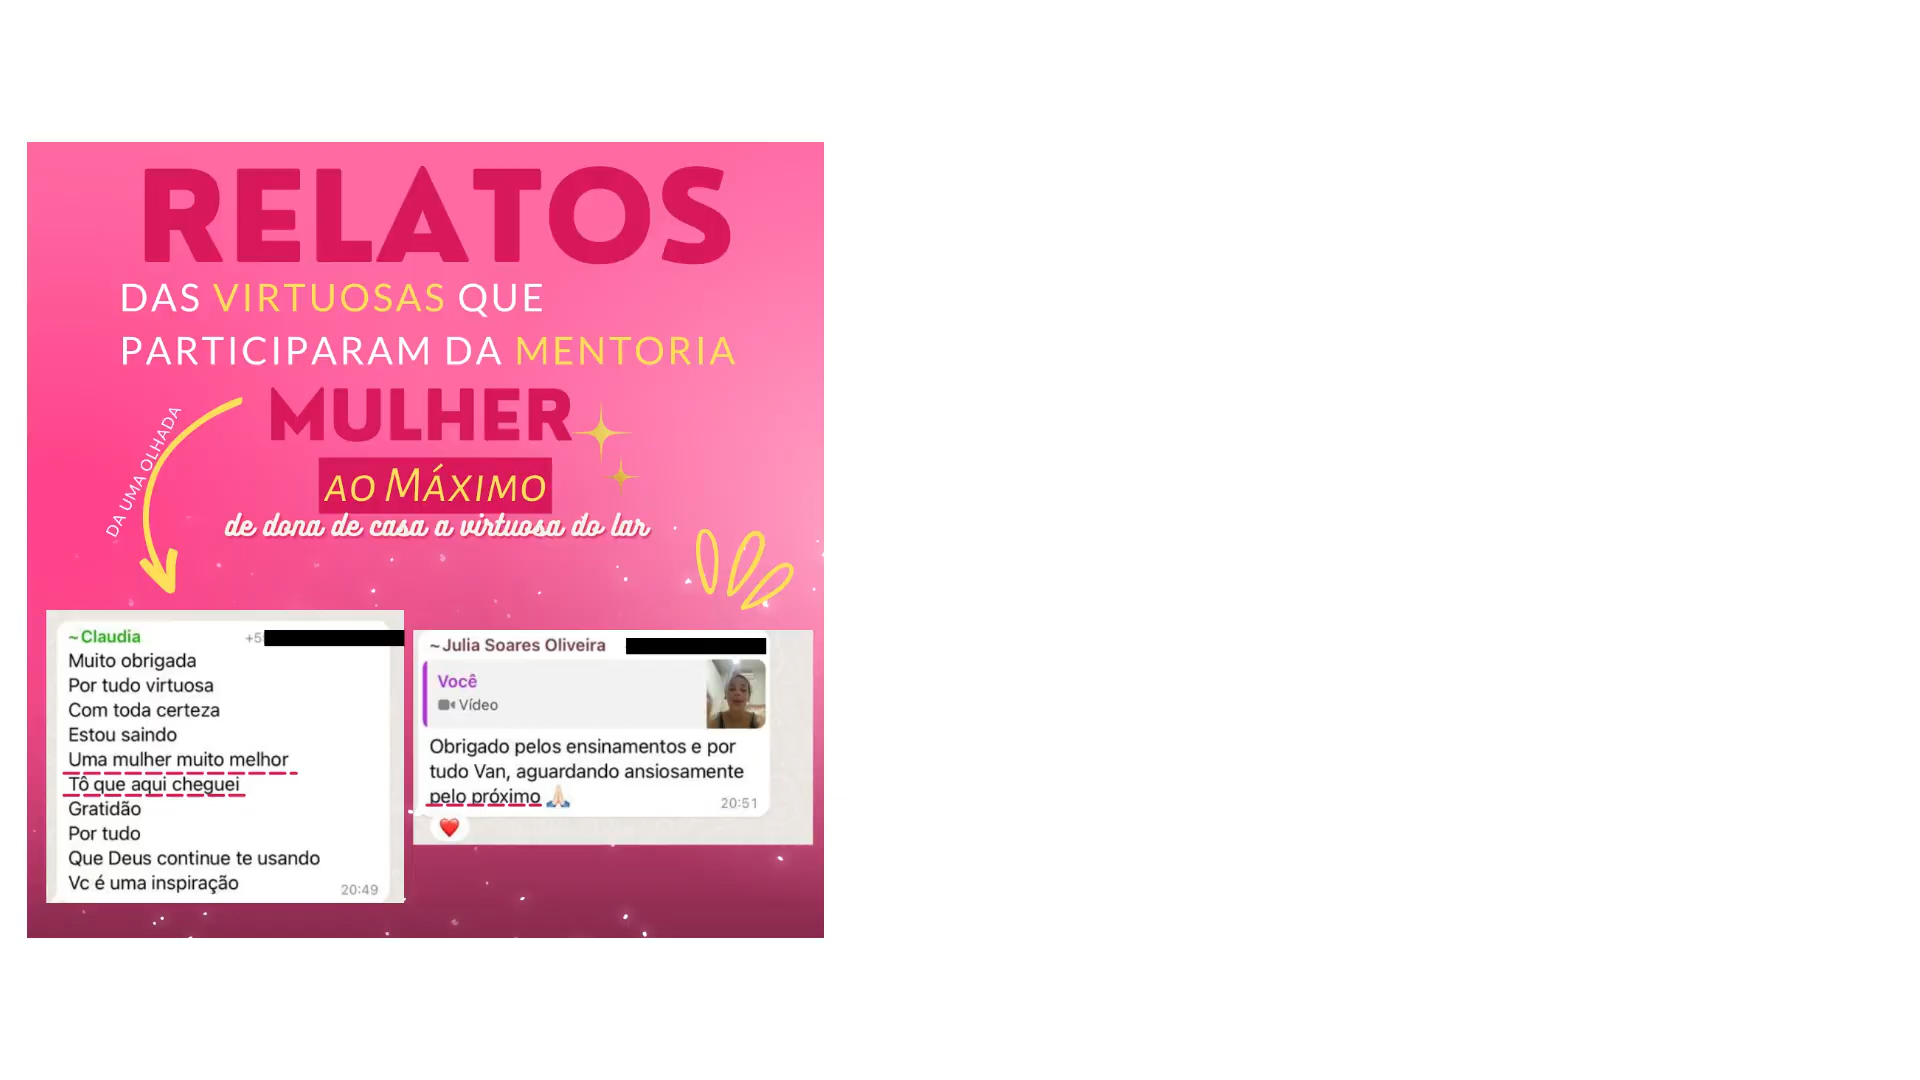 RELATOS
DAS VIRTUOSAS QUE
PARTICIPARAM DA MENTORIA
MULHER
AO MÁXIMO
de dona de casa a virtuosa do lar
DA UMA OLHADA
~Claudia +5
Muito obrigada
Por tudo virtuosa
Com toda certeza
Estou saindo
Uma mulher muito melhor
Tô que aqui cheguei
Gratidão
Por tudo
Que Deus continue te usando
Vc é uma inspiração
20:49
~Julia Soares Oliveira
Você
Vídeo
Obrigado pelos ensinamentos e por
tudo Van, aguardando ansiosamente
pelo próximo 🙏🏻
20:51